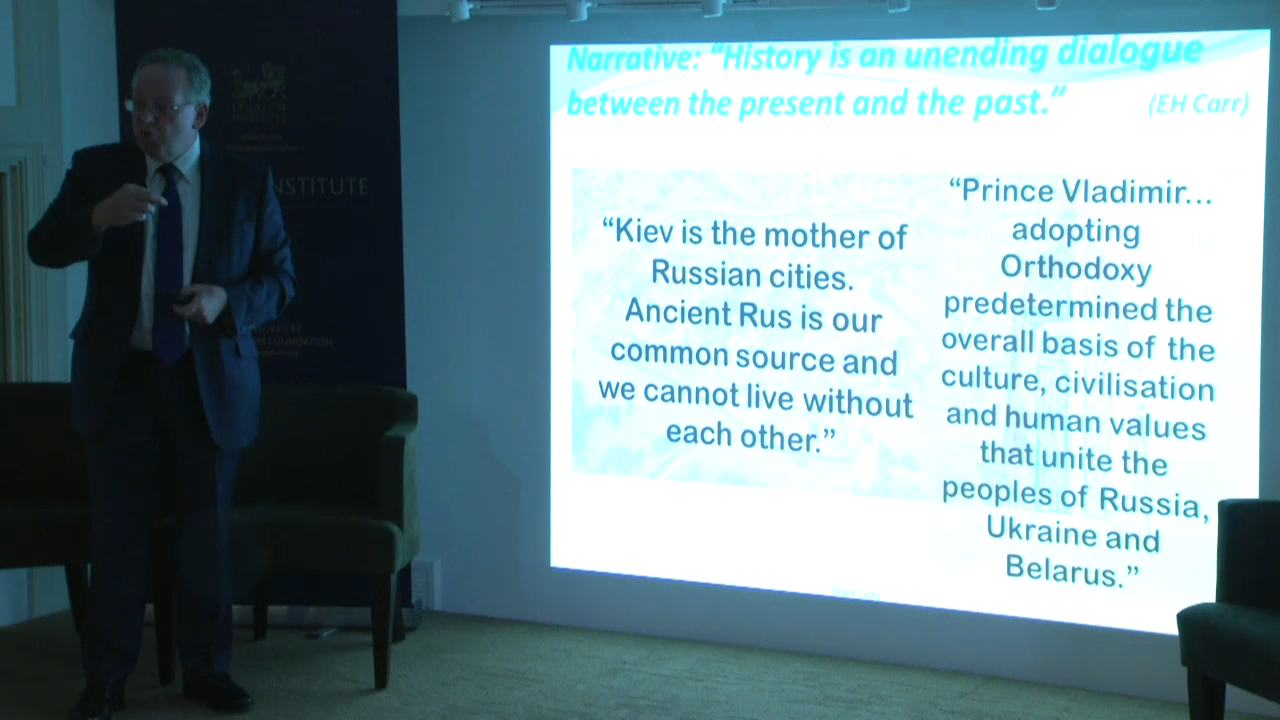 LEGATUM
INSTITUTE
INSTITUTE
Narrative: “History is an unending dialogue
between the present and the past.” (EH Carr)
“Kiev is the mother of
Russian cities.
Ancient Rus is our
common source and
we cannot live without
each other.”
“Prince Vladimir…
adopting
Orthodoxy
predetermined the
overall basis of the
culture, civilisation
and human values
that unite the
peoples of Russia,
Ukraine and
Belarus.”